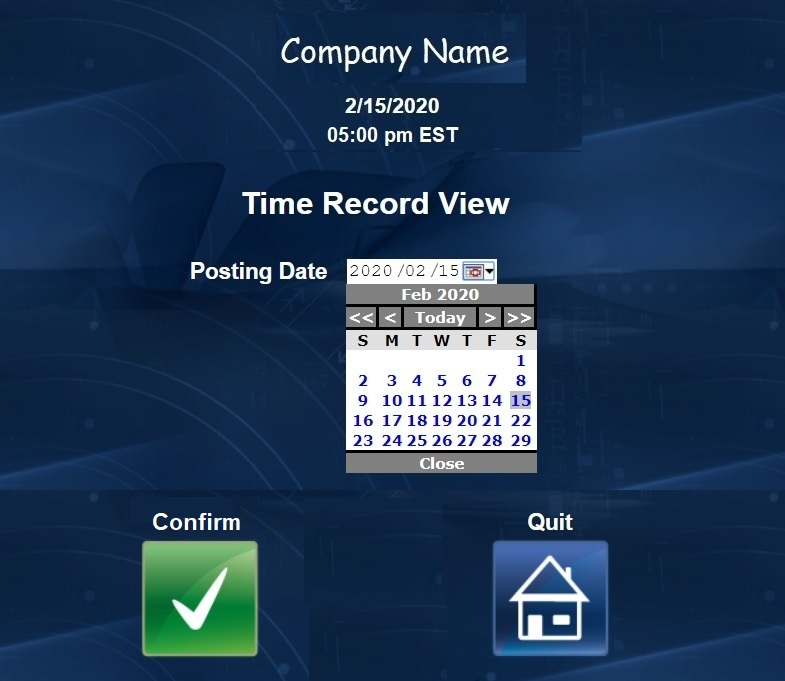 Company Name
2/15/2020
05:00 pm EST
Time Record View
Posting Date 2020/02/15
Feb 2020
<< < Today > >>
S M T W T F S
1
2 3 4 5 6 7 8
9 10 11 12 13 14 15
16 17 18 19 20 21 22
23 24 25 26 27 28 29
Close
Confirm Quit